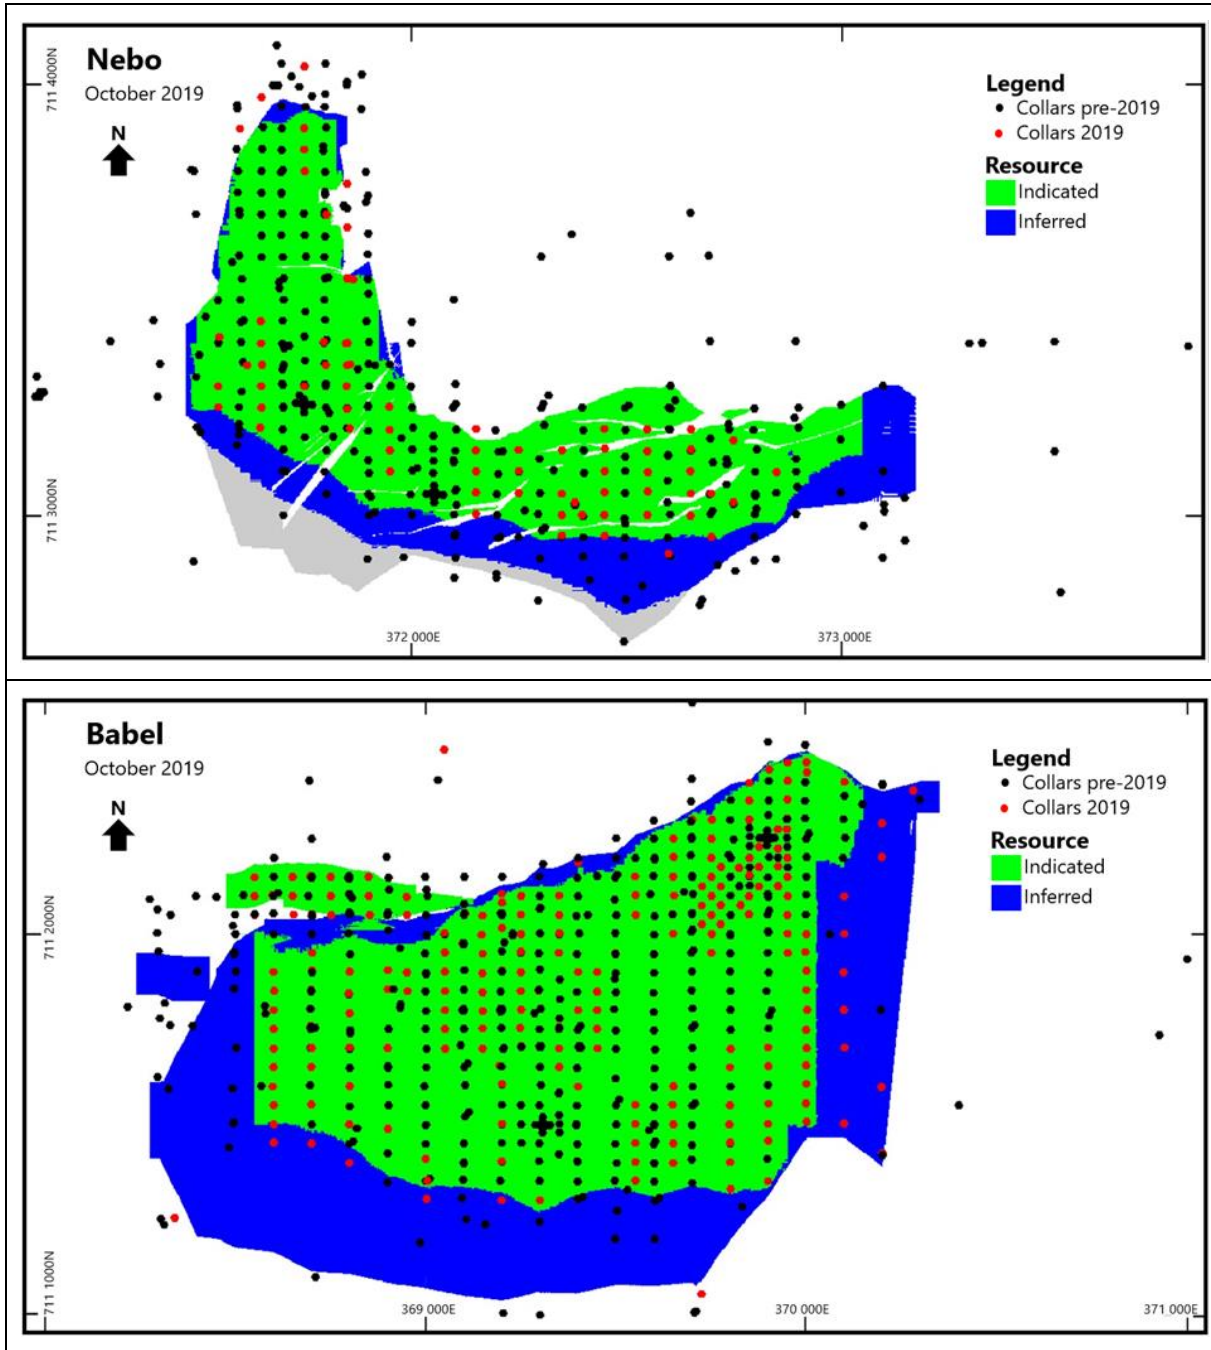 Nebo
October 2019
N
711 4000N
Legend
Collars pre-2019
Collars 2019
Resource
Indicated
Inferred
711 3000N
372 000E
373 000E
Babel
October 2019
N
Legend
Collars pre-2019
Collars 2019
Resource
Indicated
Inferred
711 2000N
711 1000N
369 000E
370 000E
371 000E